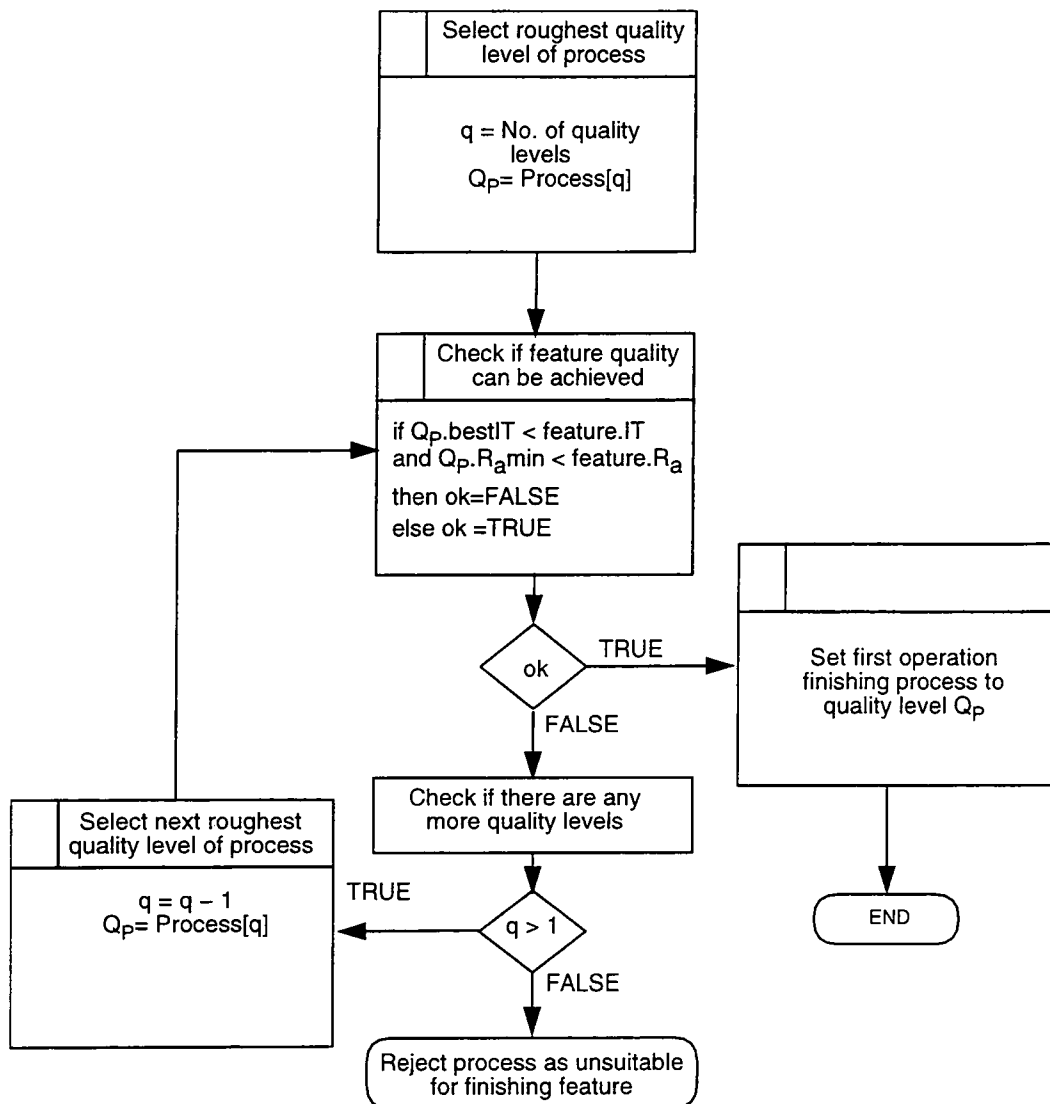 Select roughest quality
level of process
q = No. of quality
levels
QP= Process[q]
Check if feature quality
can be achieved
if QP.bestIT < feature.IT
and QP.Ramin < feature.Ra
then ok=FALSE
else ok =TRUE
ok
TRUE
FALSE
Set first operation
finishing process to
quality level QP
END
Check if there are any
more quality levels
q > 1
TRUE
FALSE
Select next roughest
quality level of process
q = q – 1
QP= Process[q]
Reject process as unsuitable
for finishing feature